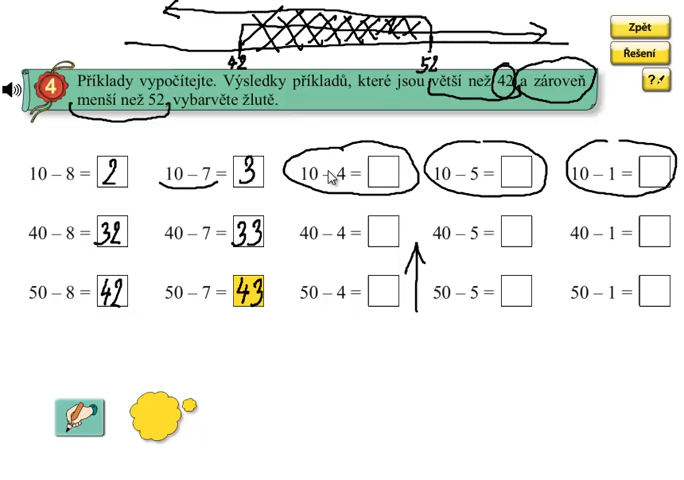 42 52
Zpět
Řešení
?
4 Příklady vypočítejte. Výsledky příkladů, které jsou větší než 42 a zároveň
menší než 52, vybarvěte žlutě.
10 – 8 = 2 10 – 7 = 3 10 – 4 = 10 – 5 = 10 – 1 =
40 – 8 = 32 40 – 7 = 33 40 – 4 = 40 – 5 = 40 – 1 =
50 – 8 = 42 50 – 7 = 43 50 – 4 = 50 – 5 = 50 – 1 =